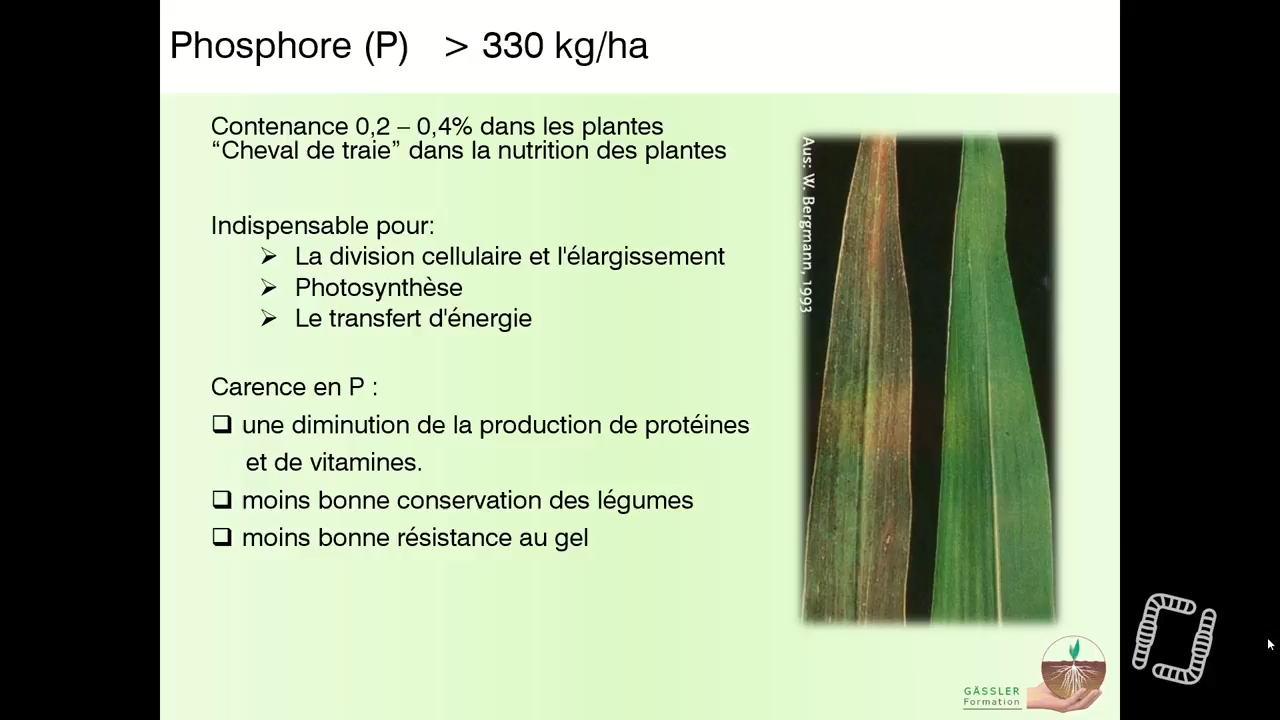 Phosphore (P) > 330 kg/ha
Contenance 0,2 – 0,4% dans les plantes
“Cheval de traie” dans la nutrition des plantes
Indispensable pour:
La division cellulaire et l'élargissement
Photosynthèse
Le transfert d'énergie
Carence en P :
une diminution de la production de protéines
et de vitamines.
moins bonne conservation des légumes
moins bonne résistance au gel
Aus: W. Bergmann, 1993
GÄSSLER
Formation